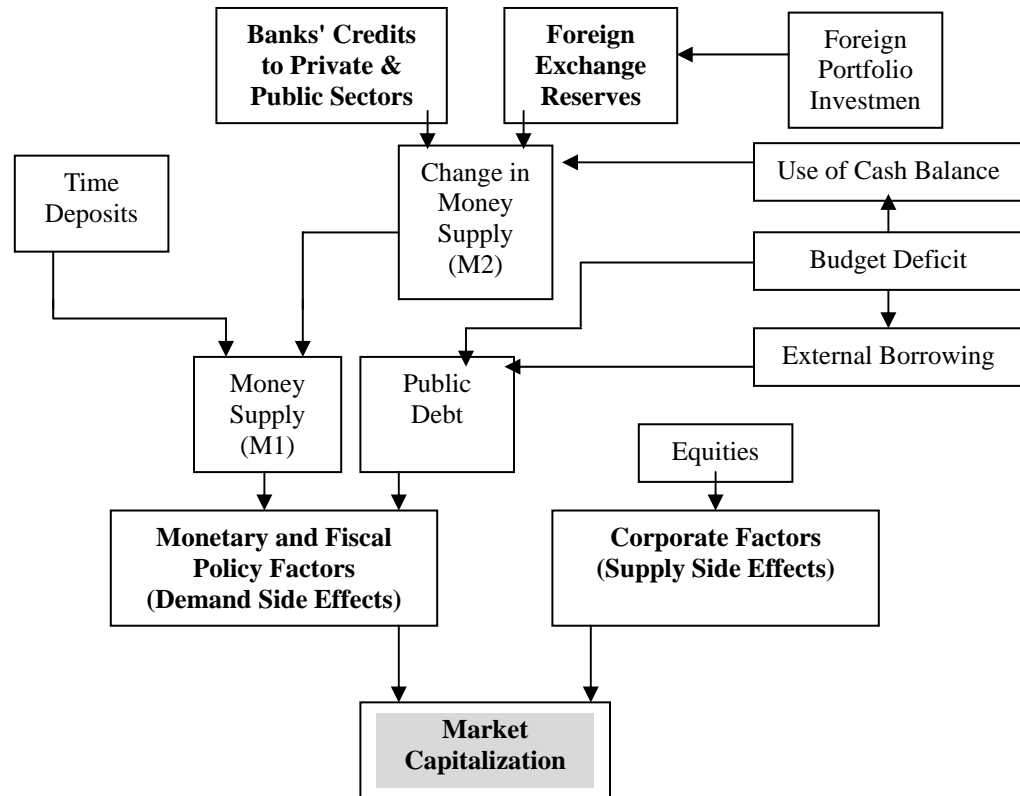 Banks' Credits
to Private &
Public Sectors
Foreign
Exchange
Reserves
Foreign
Portfolio
Investmen
Time
Deposits
Change in
Money
Supply
(M2)
Use of Cash Balance
Budget Deficit
External Borrowing
Money
Supply
(M1)
Public
Debt
Equities
Monetary and Fiscal
Policy Factors
(Demand Side Effects)
Corporate Factors
(Supply Side Effects)
Market
Capitalization